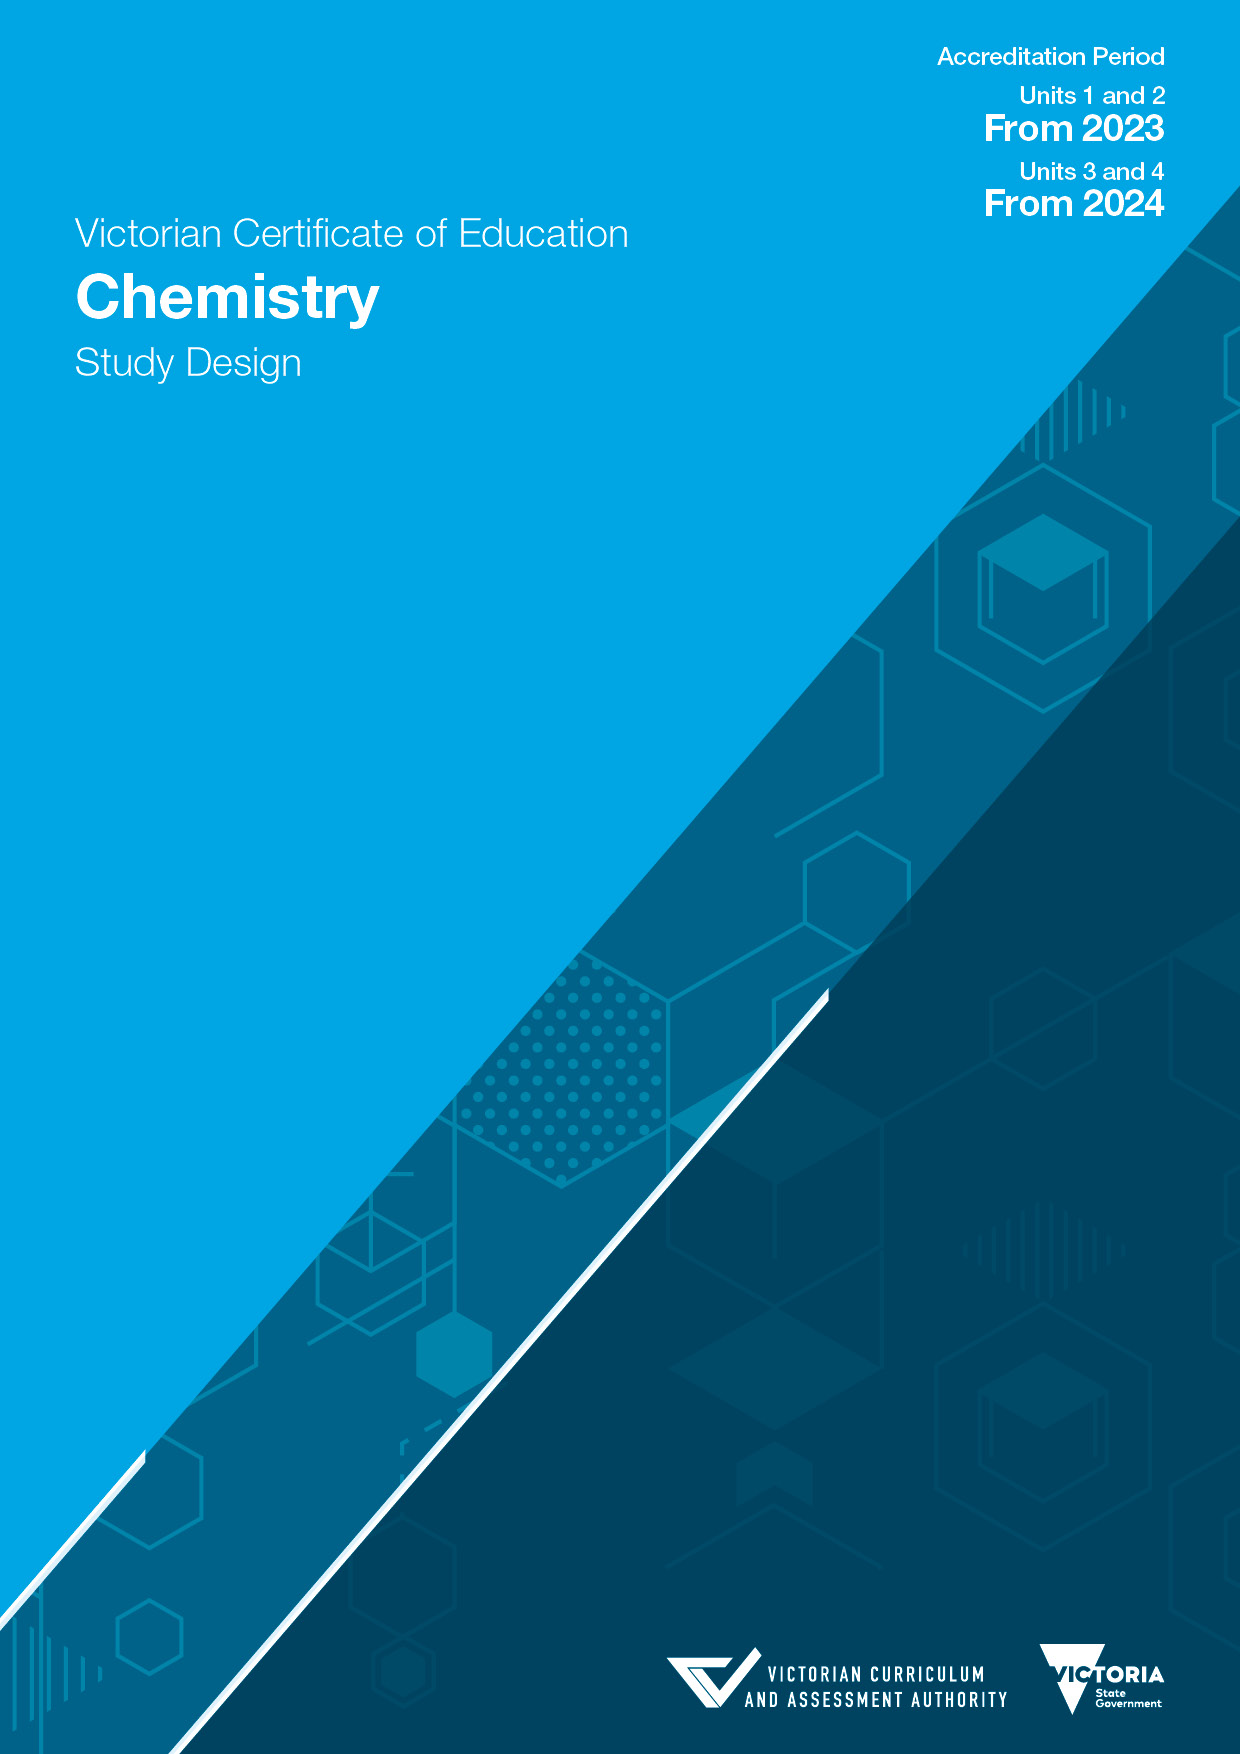 Accreditation Period
Units 1 and 2
From 2023
Units 3 and 4
From 2024
Victorian Certificate of Education
Chemistry
Study Design
VICTORIAN CURRICULUM
AND ASSESSMENT AUTHORITY
VICTORIA
State
Government